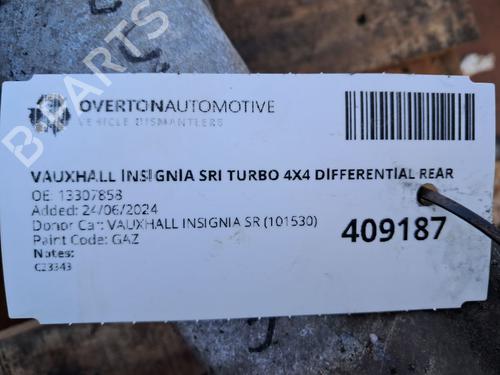 OVERTONAUTOMOTIVE
VEHICLE DISMANTLERS
VAUXHALL INSIGNIA SRI TURBO 4X4 DIFFERENTIAL REAR
OE: 13307858
Added: 24/06/2024
Donor Car: VAUXHALL INSIGNIA SR (101530)
Paint Code: GAZ
Notes:
C23343
409187
B-PARTS